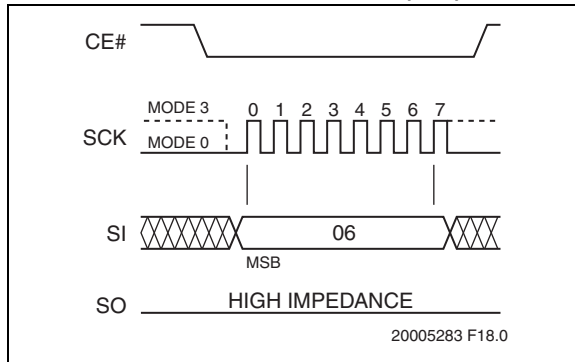 CE#
MODE 3
0 1 2 3 4 5 6 7
SCK
MODE 0
SI
06
MSB
SO
HIGH IMPEDANCE
20005283 F18.0